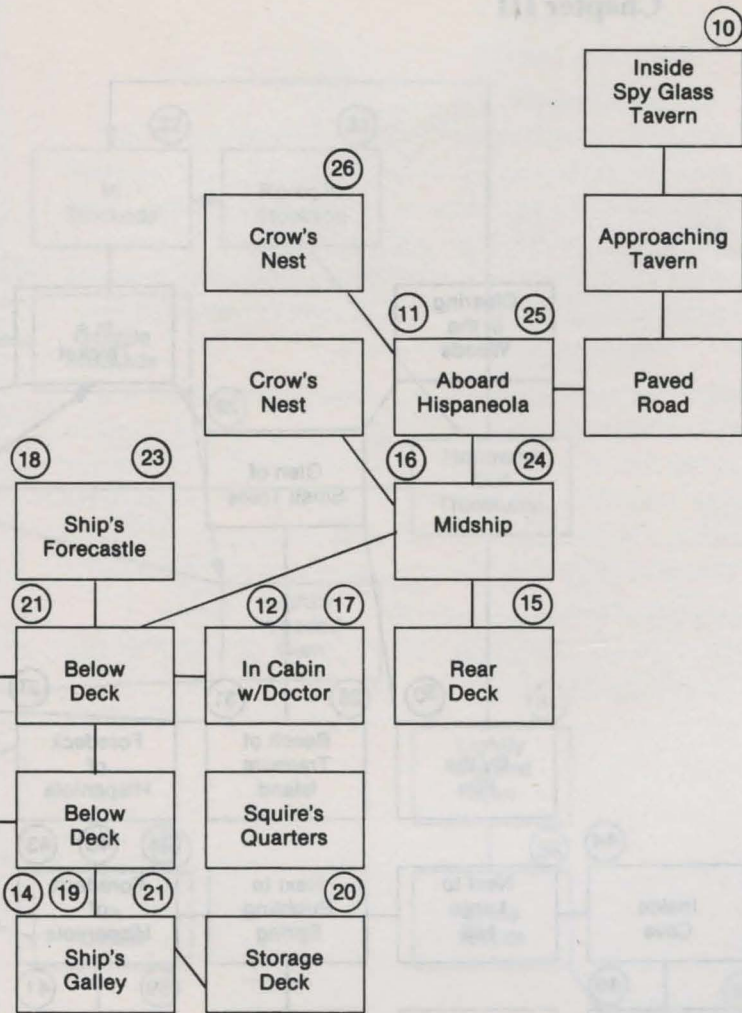 10
Inside
Spy Glass
Tavern
26
Crow's
Nest
Approaching
Tavern
11
25
Crow's
Nest
Aboard
Hispaneola
Paved
Road
18
23
16
24
Ship's
Forecastle
Midship
21
12
17
15
Below
Deck
In Cabin
w/Doctor
Rear
Deck
Below
Deck
Squire's
Quarters
14
19
21
20
Ship's
Galley
Storage
Deck